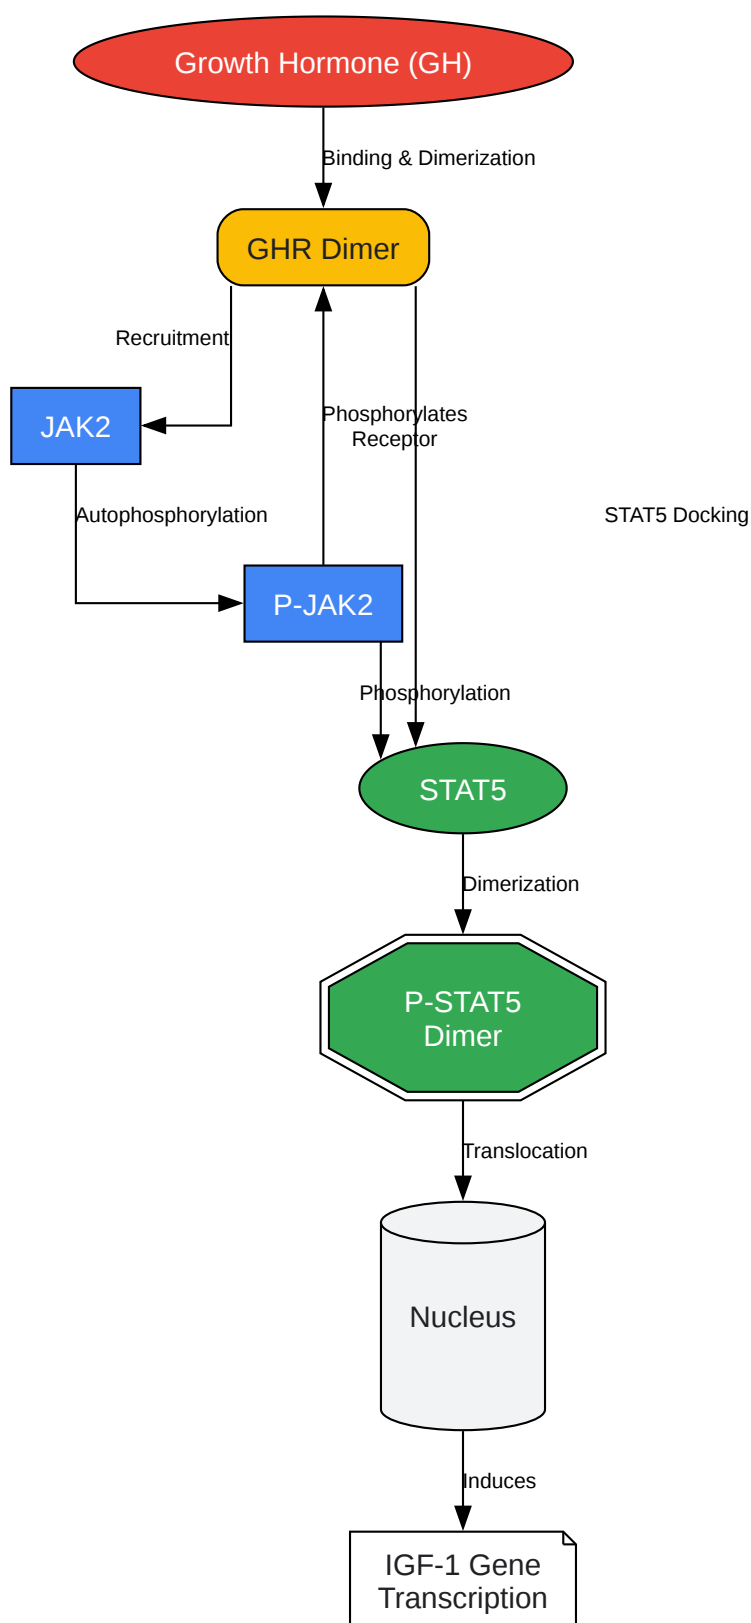 Growth Hormone (GH)
Binding & Dimerization
GHR Dimer
Recruitment
JAK2
Phosphorylates
Receptor
Autophosphorylation
STAT5 Docking
P-JAK2
Phosphorylation
STAT5
Dimerization
P-STAT5
Dimer
Translocation
Nucleus
Induces
IGF-1 Gene
Transcription